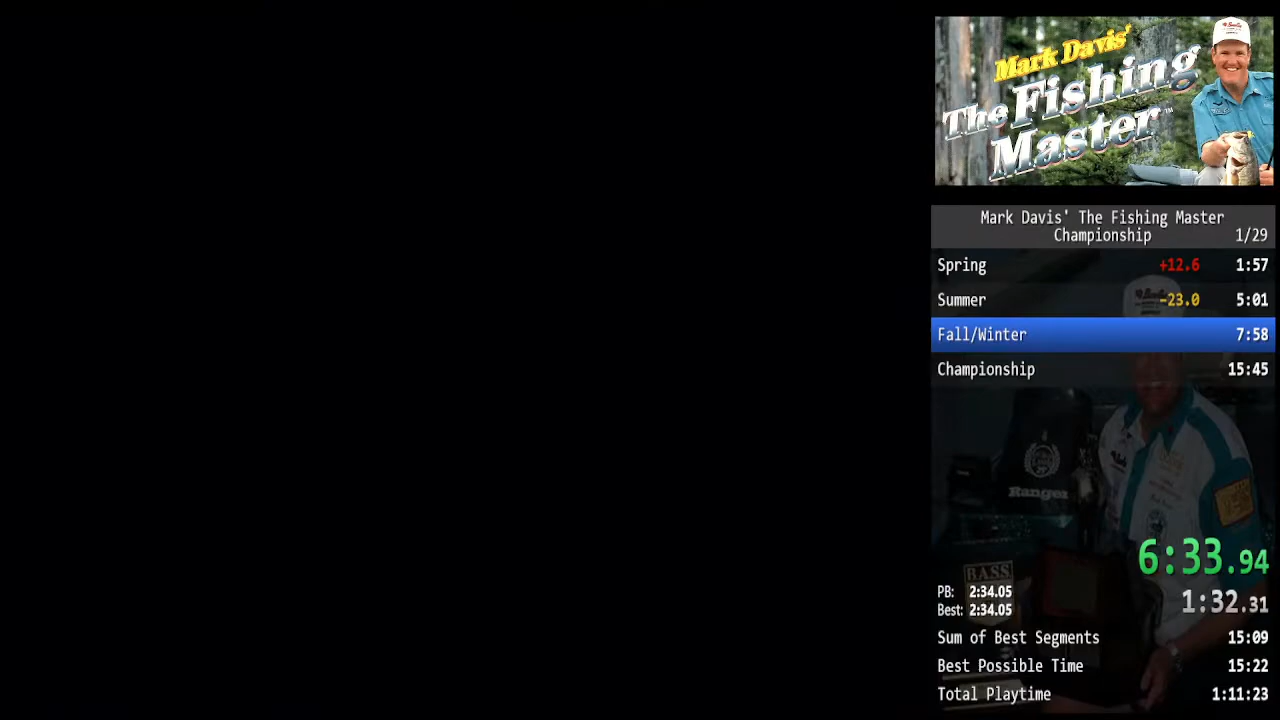 Mark Davis'
The Fishing
Master™
Mark Davis' The Fishing Master
Championship 1/29
Spring +12.6 1:57
Summer -23.0 5:01
Fall/Winter 7:58
Championship 15:45
Ranger
BASS
6:33.94
PB: 2:34.05
1:32.31
Best: 2:34.05
Sum of Best Segments 15:09
Best Possible Time 15:22
Total Playtime 1:11:23